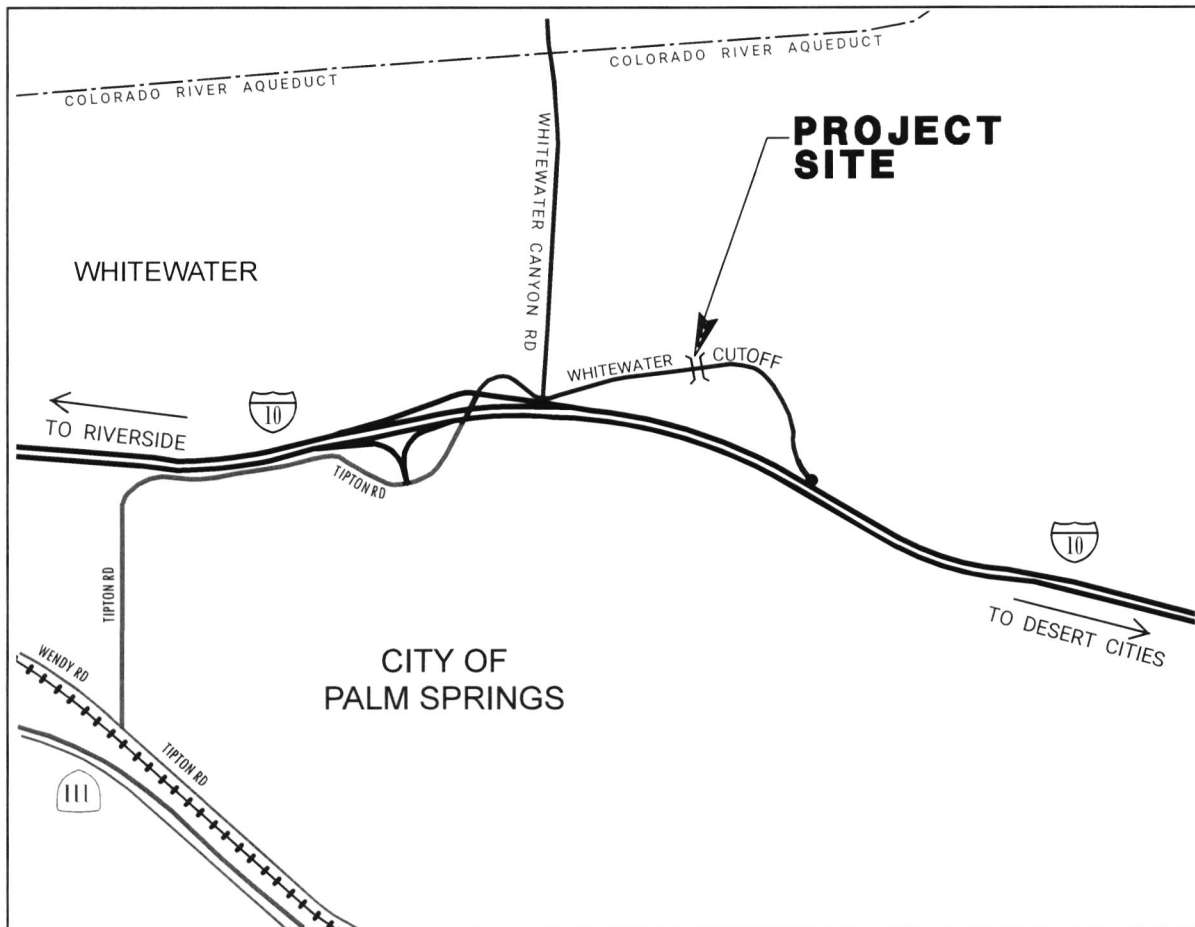 COLORADO RIVER AQUEDUCT
COLORADO RIVER AQUEDUCT
WHITEWATER CANYON RD
PROJECT
SITE
WHITEWATER
WHITEWATER CUTOFF
10
TO RIVERSIDE
TIPTON RD
10
TIPTON RD
TO DESERT CITIES
CITY OF
PALM SPRINGS
WENDY RD
TIPTON RD
111